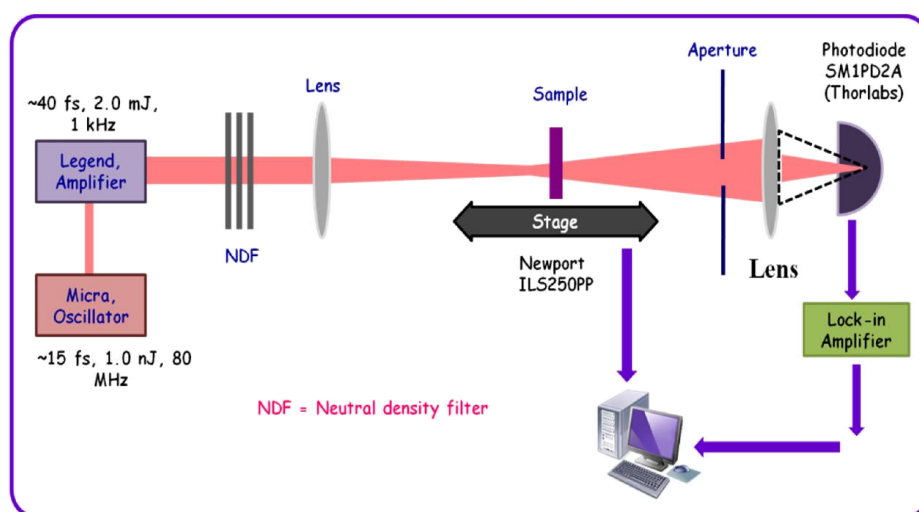 ~40 fs, 2.0 mJ,
1 kHz
Legend,
Amplifier
Micra,
Oscillator
~15 fs, 1.0 nJ, 80
MHz
NDF
Lens
Sample
Stage
Newport
ILS250PP
Aperture
Lens
Photodiode
SM1PD2A
(Thorlabs)
Lock-in
Amplifier
NDF = Neutral density filter